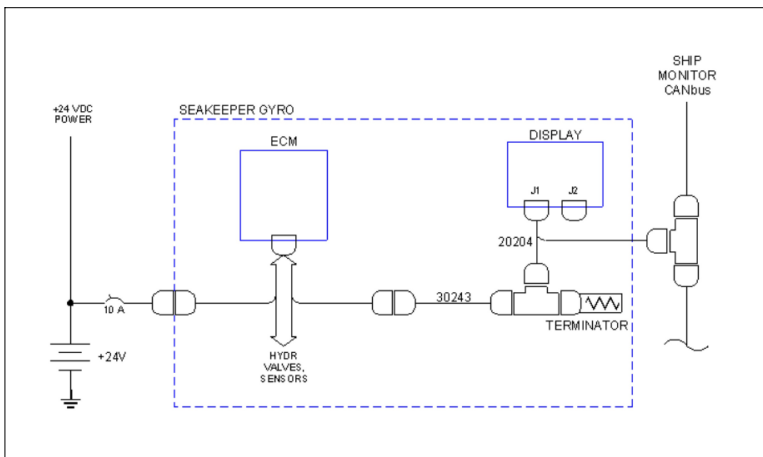 SHIP
MONITOR
CANbus
+24 VDC
POWER
SEAKEEPER GYRO
ECM
DISPLAY
J1
J2
20204
10 A
30243
TERMINATOR
+24V
HYDR
VALVES,
SENSORS